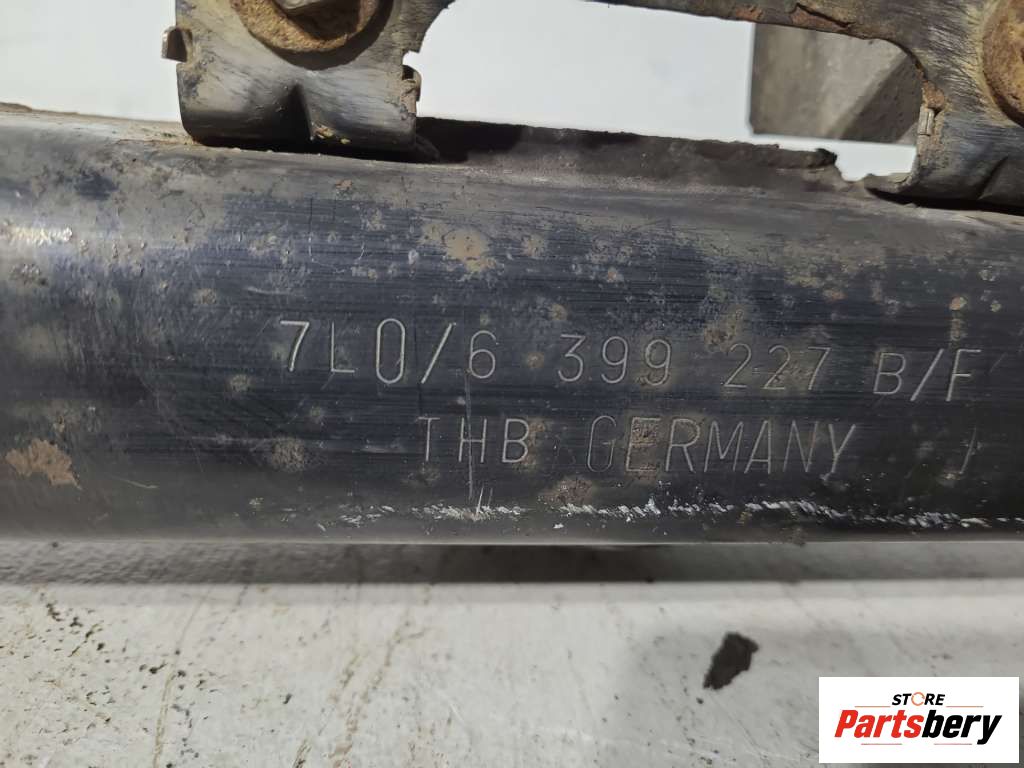 7L0/6 399 227 B/F
THB GERMANY /
STORE
Partsbery